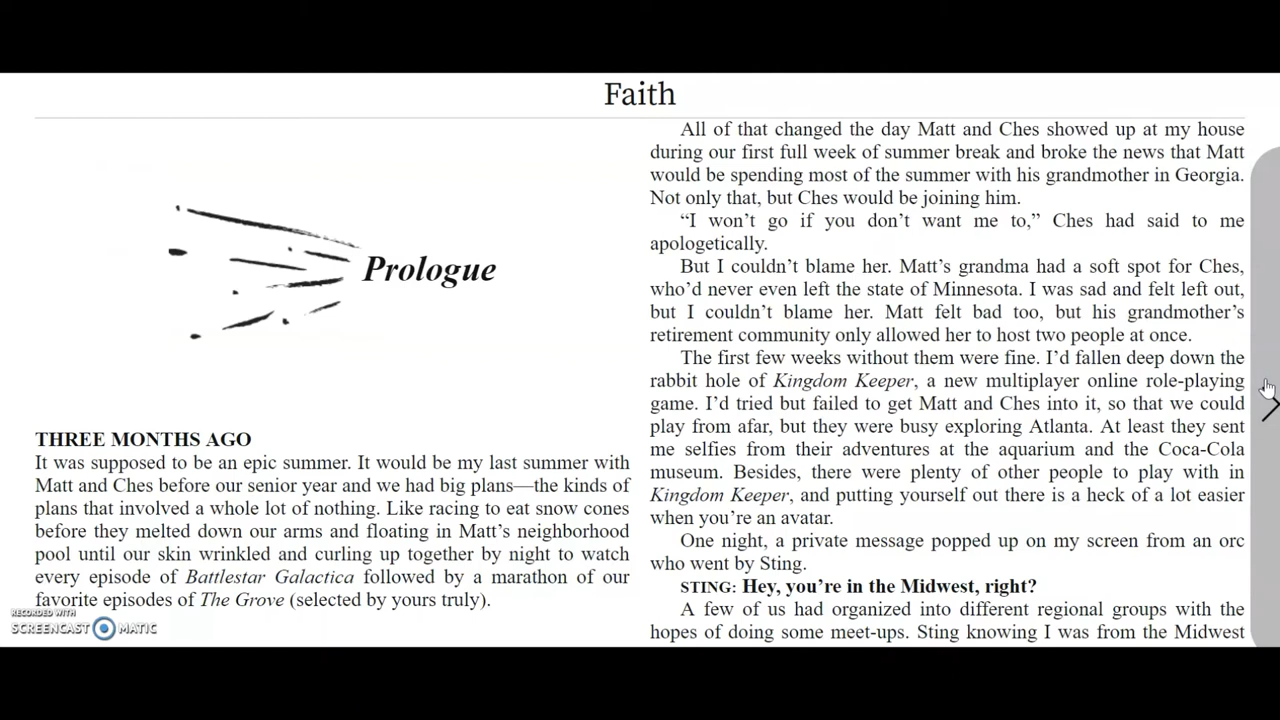 Faith
Prologue
THREE MONTHS AGO
It was supposed to be an epic summer. It would be my last summer with
Matt and Ches before our senior year and we had big plans—the kinds of
plans that involved a whole lot of nothing. Like racing to eat snow cones
before they melted down our arms and floating in Matt’s neighborhood
pool until our skin wrinkled and curling up together by night to watch
every episode of Battlestar Galactica followed by a marathon of our
favorite episodes of The Grove (selected by yours truly).
RECORDED WITH
SCREENCAST MATIC
All of that changed the day Matt and Ches showed up at my house
during our first full week of summer break and broke the news that Matt
would be spending most of the summer with his grandmother in Georgia.
Not only that, but Ches would be joining him.
“I won’t go if you don’t want me to,” Ches had said to me
apologetically.
But I couldn’t blame her. Matt’s grandma had a soft spot for Ches,
who’d never even left the state of Minnesota. I was sad and felt left out,
but I couldn’t blame her. Matt felt bad too, but his grandmother’s
retirement community only allowed her to host two people at once.
The first few weeks without them were fine. I’d fallen deep down the
rabbit hole of Kingdom Keeper, a new multiplayer online role-playing
game. I’d tried but failed to get Matt and Ches into it, so that we could
play from afar, but they were busy exploring Atlanta. At least they sent
me selfies from their adventures at the aquarium and the Coca-Cola
museum. Besides, there were plenty of other people to play with in
Kingdom Keeper, and putting yourself out there is a heck of a lot easier
when you’re an avatar.
One night, a private message popped up on my screen from an orc
who went by Sting.
STING: Hey, you’re in the Midwest, right?
A few of us had organized into different regional groups with the
hopes of doing some meet-ups. Sting knowing I was from the Midwest